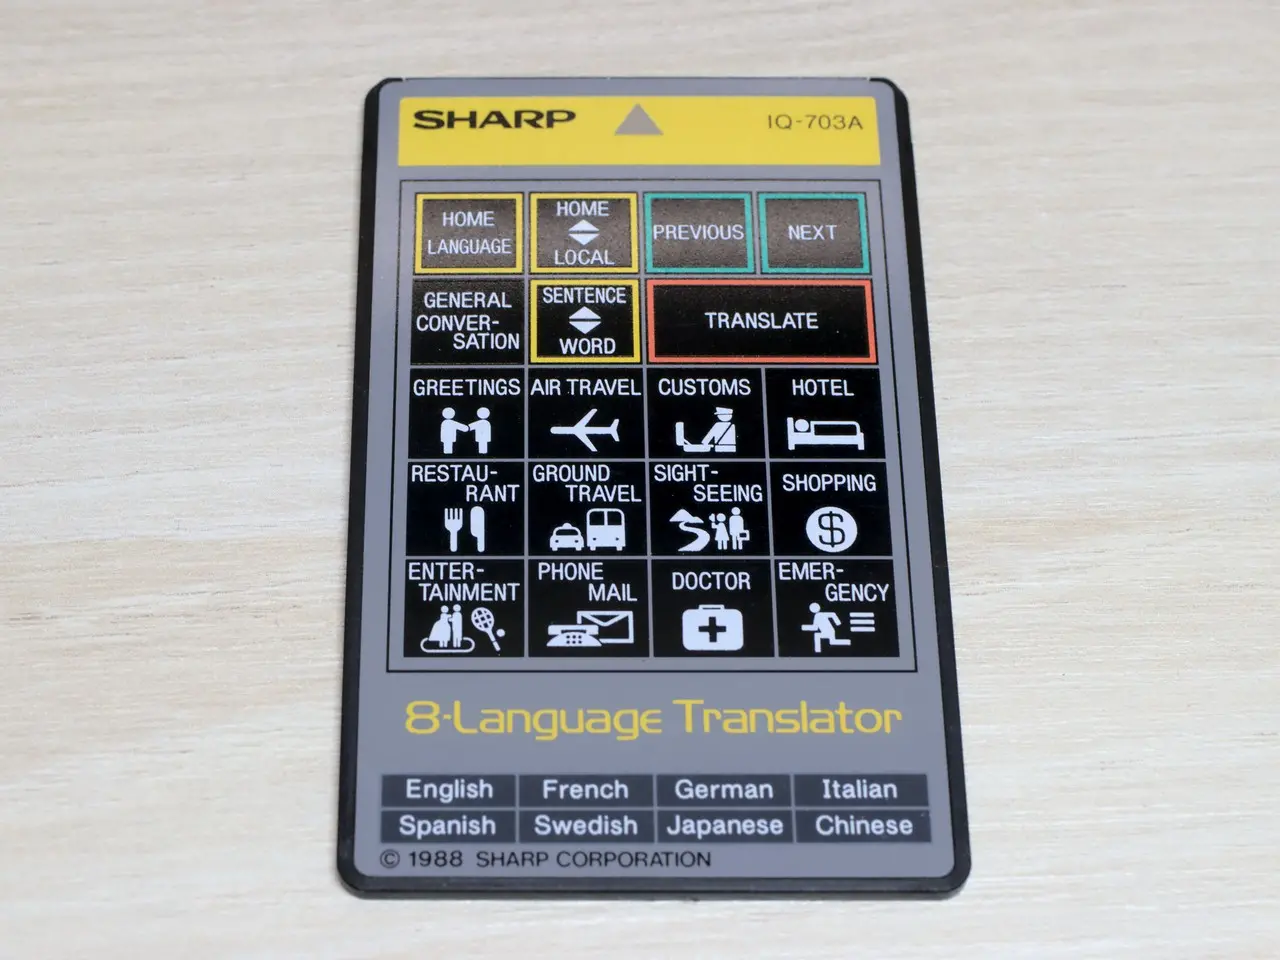 SHARP IQ-703A
HOME
LANGUAGE
HOME
LOCAL
PREVIOUS
NEXT
GENERAL
CONVER-
SATION
SENTENCE
WORD
TRANSLATE
GREETINGS
AIR TRAVEL
CUSTOMS
HOTEL
RESTAU-
RANT
GROUND
TRAVEL
SIGHT-
SEEING
SHOPPING
$
ENTER-
TAINMENT
PHONE
MAIL
DOCTOR
EMER-
GENCY
8-Language Translator
English French German Italian
Spanish Swedish Japanese Chinese
© 1988 SHARP CORPORATION